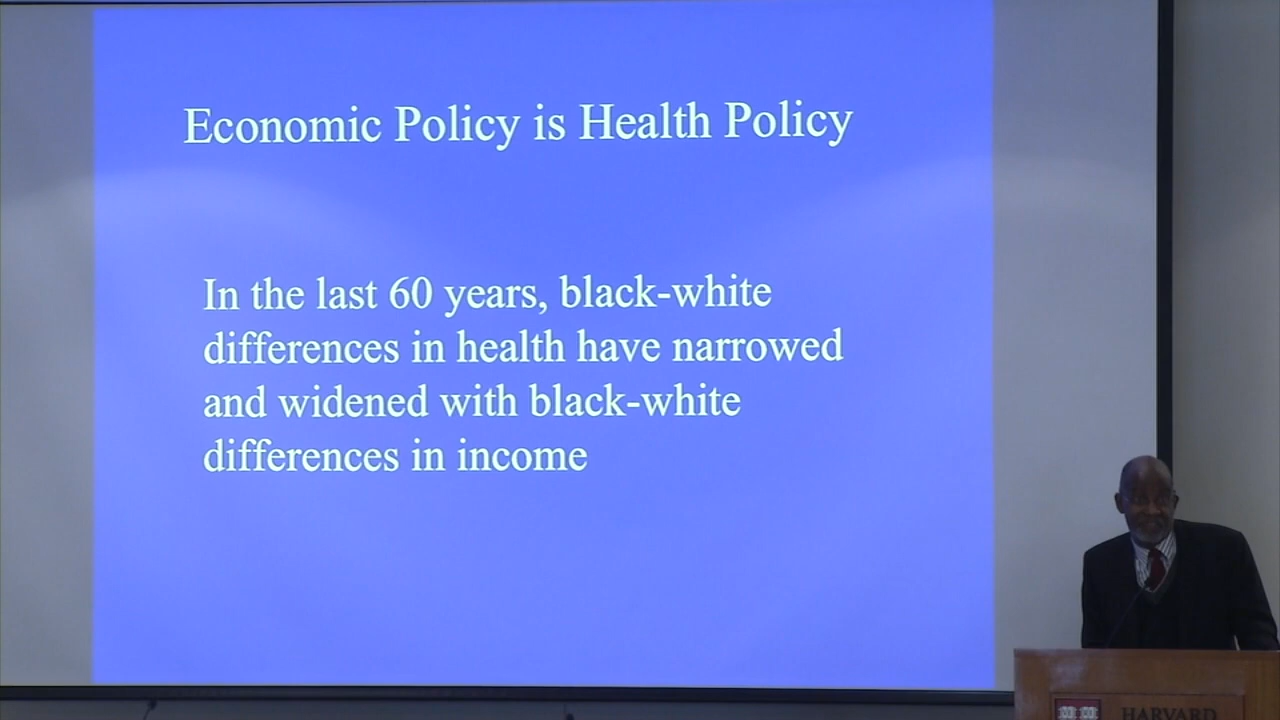 Economic Policy is Health Policy
In the last 60 years, black-white
differences in health have narrowed
and widened with black-white
differences in income
HARVARD